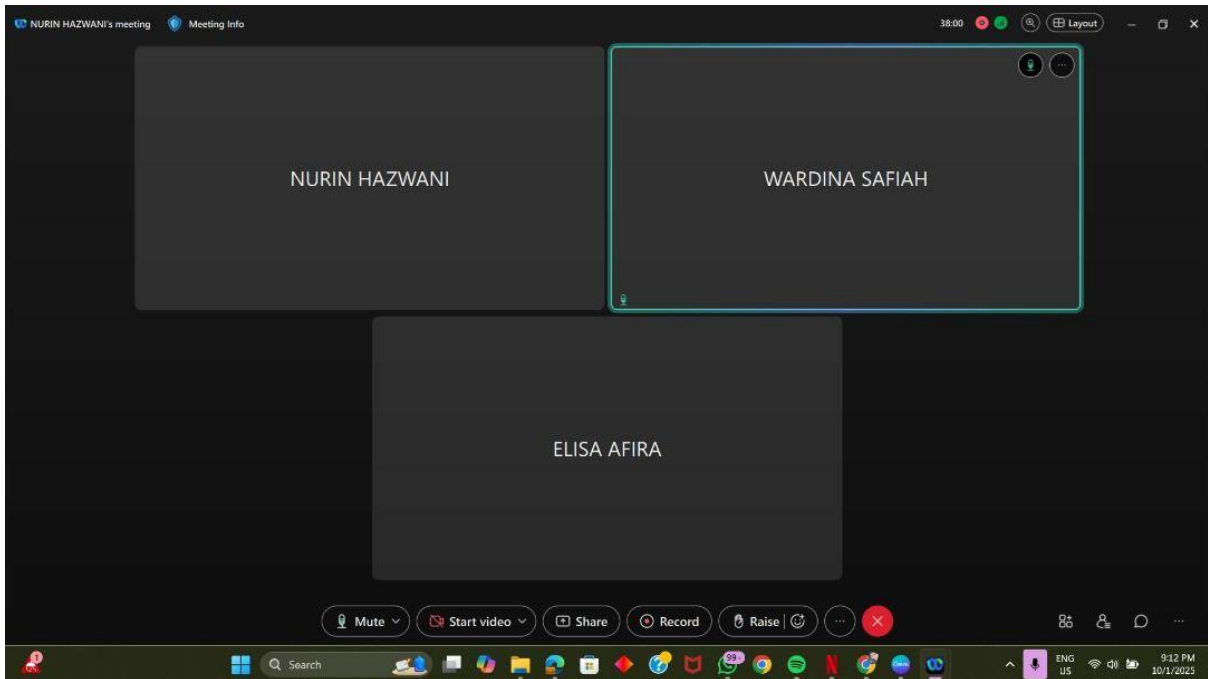 NURIN HAZWANI's meeting Meeting Info 38:00 Layout
NURIN HAZWANI
WARDINA SAFIAH
ELISA AFIRA
Mute Start video Share Record Raise
Search 99+ ENG 9:12 PM
US 10/1/2025